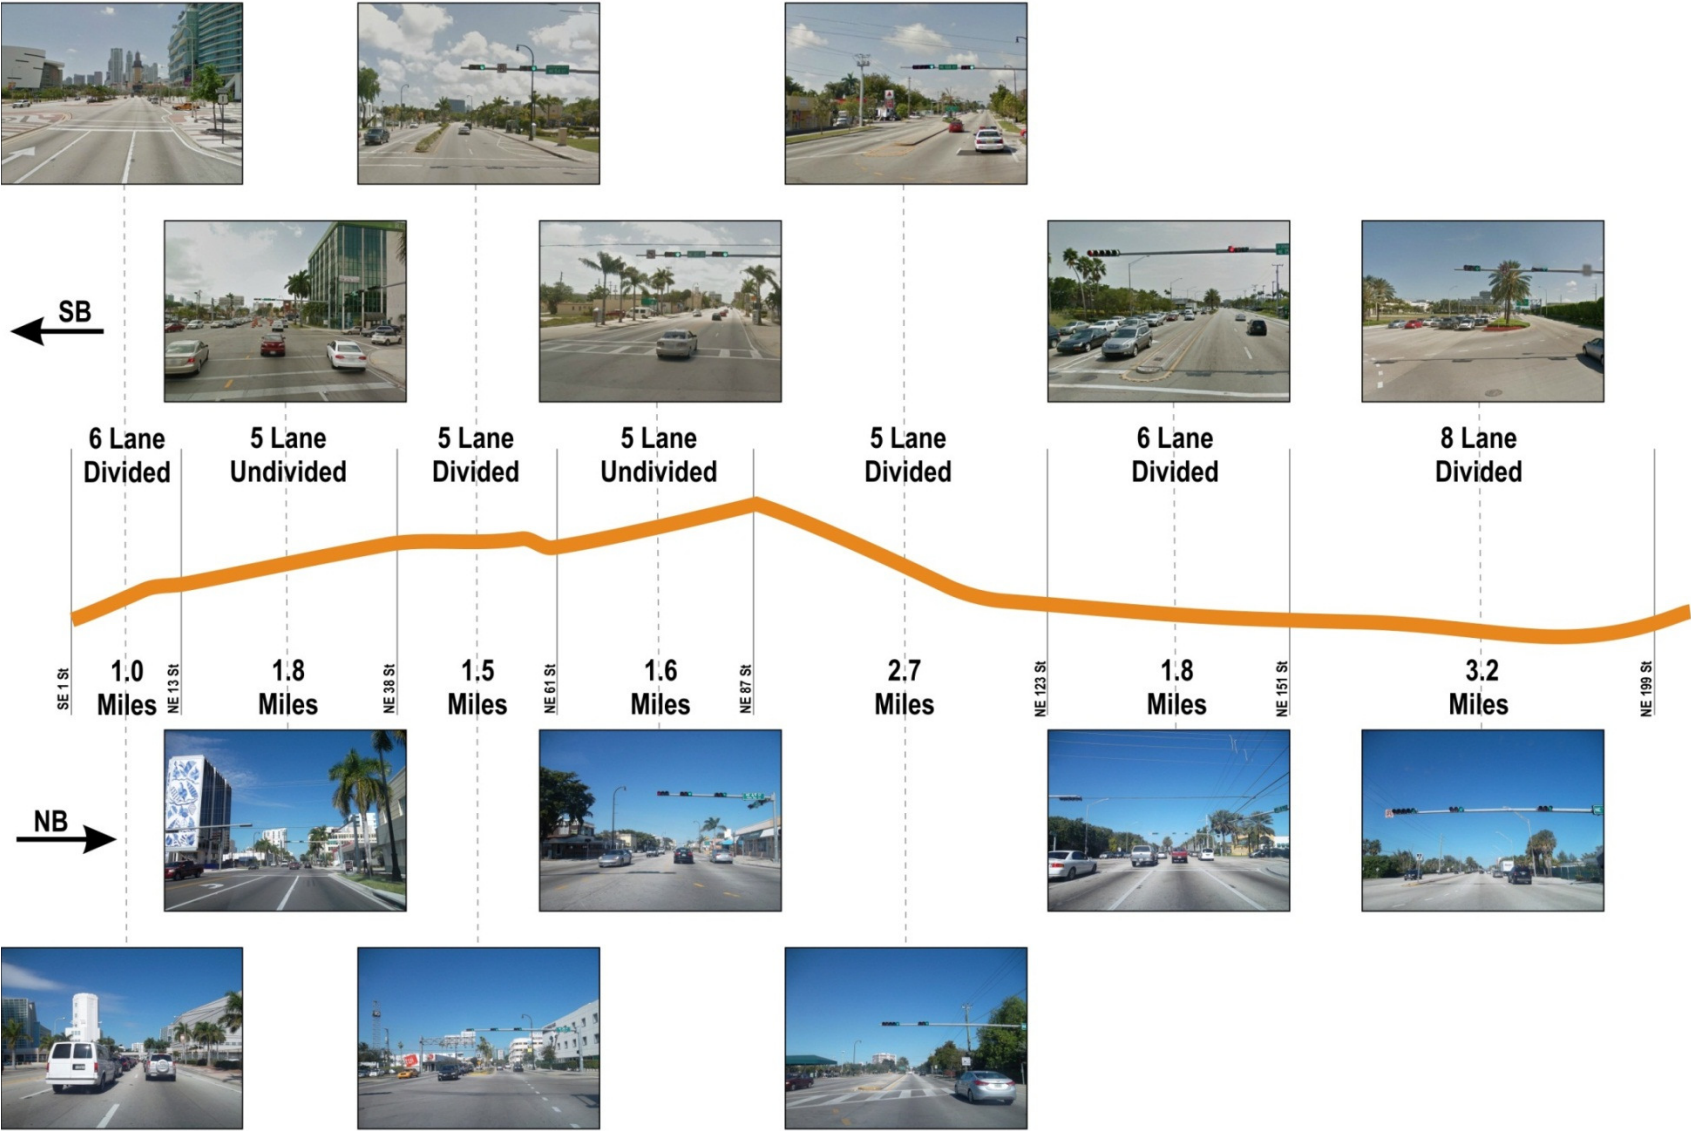 SB
6 Lane
Divided
5 Lane
Undivided
5 Lane
Divided
5 Lane
Undivided
5 Lane
Divided
6 Lane
Divided
8 Lane
Divided
SE 1 St
1.0
Miles
NE 13 St
1.8
Miles
NE 38 St
1.5
Miles
NE 61 St
1.6
Miles
NE 87 St
2.7
Miles
NE 123 St
1.8
Miles
NE 151 St
3.2
Miles
NE 199 St
NB